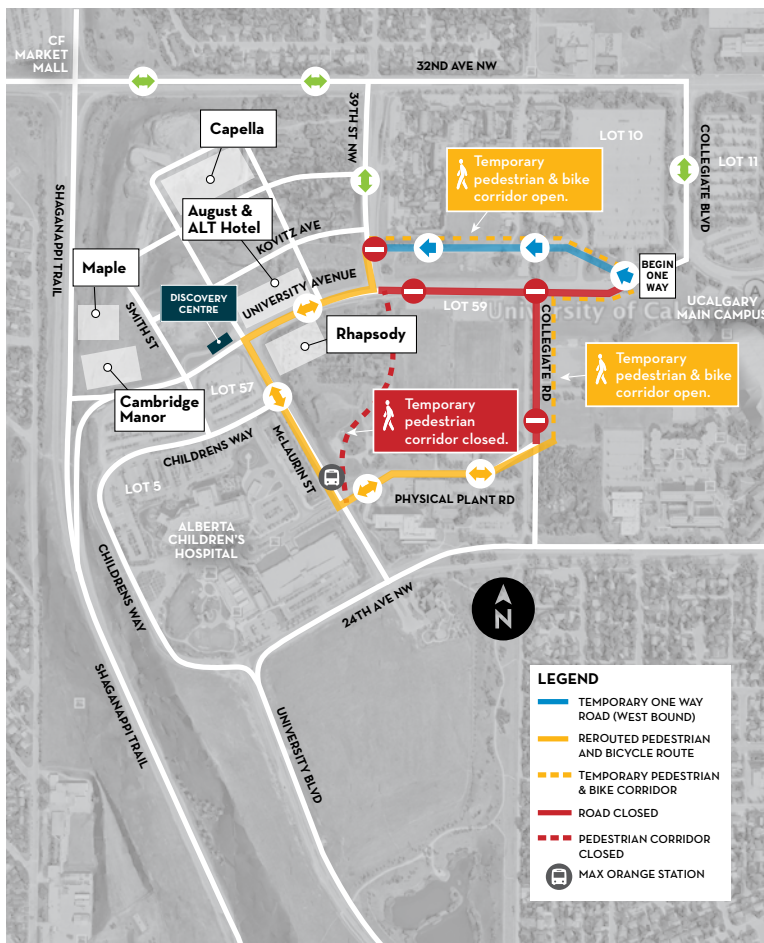 CF
MARKET
MALL
32ND AVE NW
39TH ST NW
Capella
LOT 10
COLLEGIATE BLVD
LOT 11
Temporary
pedestrian & bike
corridor open.
SHAGANAPPI TRAIL
August &
ALT Hotel
KOVITZ AVE
Maple
BEGIN
ONE
WAY
DISCOVERY
CENTRE
UNIVERSITY AVENUE
SMITH ST
LOT 59
University of Ca
UCALGARY
MAIN CAMPUS
Rhapsody
COLLEGIATE RD
Temporary
pedestrian & bike
corridor open.
Cambridge
Manor
LOT 57
Temporary
pedestrian
corridor closed.
CHILDRENS WAY
McLAURIN ST
LOT 5
PHYSICAL PLANT RD
ALBERTA
CHILDREN'S
HOSPITAL
CHILDRENS WAY
24TH AVE NW
N
SHAGANAPPI TRAIL
UNIVERSITY BLVD
LEGEND
TEMPORARY ONE WAY
ROAD (WEST BOUND)
REROUTED PEDESTRIAN
AND BICYCLE ROUTE
TEMPORARY PEDESTRIAN
& BIKE CORRIDOR
ROAD CLOSED
PEDESTRIAN CORRIDOR
CLOSED
MAX ORANGE STATION